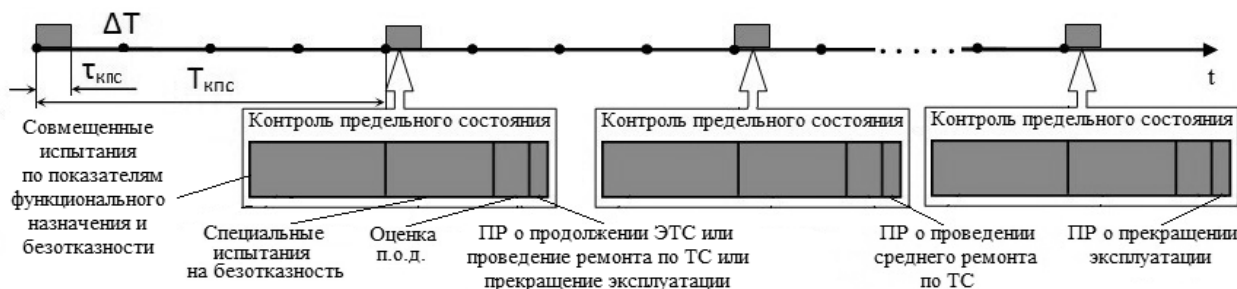 ΔT
τкпс
Tкпс
t
Совмещенные
испытания
по показателям
функционального
назначения и
безотказности
Контроль предельного состояния
Контроль предельного состояния
Контроль предельного состояния
Специальные
испытания
на безотказность
Оценка
п.о.д.
ПР о продолжении ЭТС или
проведение ремонта по ТС или
прекращение эксплуатации
ПР о проведении
среднего ремонта
по ТС
ПР о прекращении
эксплуатации